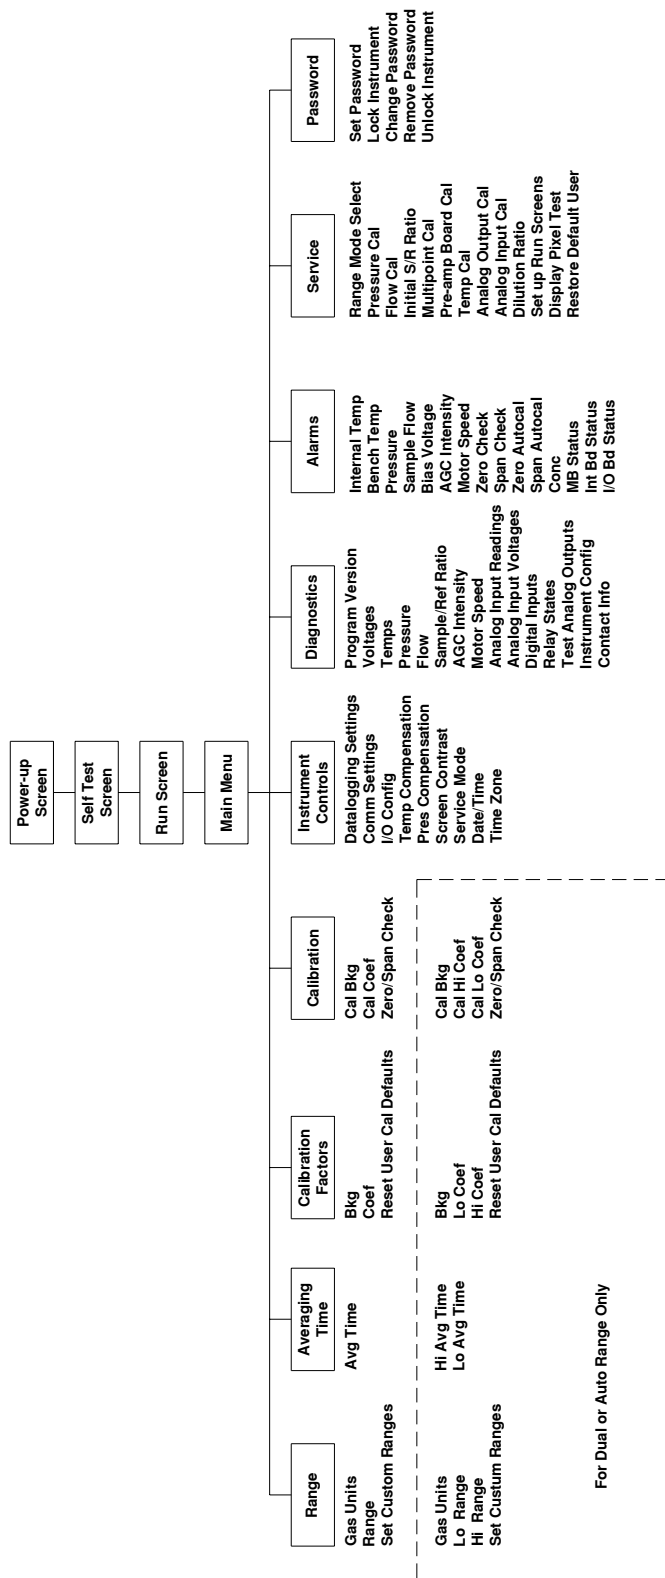 Power-up
Screen
Self Test
Screen
Run Screen
Main Menu
Range
Gas Units
Range
Set Custom Ranges
Averaging
Time
Avg Time
Calibration
Factors
Bkg
Coef
Reset User Cal Defaults
Calibration
Cal Bkg
Cal Coef
Zero/Span Check
Instrument
Controls
Datalogging Settings
Comm Settings
I/O Config
Temp Compensation
Pres Compensation
Screen Contrast
Service Mode
Date/Time
Time Zone
Diagnostics
Program Version
Voltages
Temps
Pressure
Flow
Sample/Ref Ratio
AGC Intensity
Motor Speed
Analog Input Readings
Analog Input Voltages
Digital Inputs
Relay States
Test Analog Outputs
Instrument Config
Contact Info
Alarms
Internal Temp
Bench Temp
Pressure
Sample Flow
Bias Voltage
AGC Intensity
Motor Speed
Zero Check
Span Check
Zero Autocal
Span Autocal
Conc
MB Status
Int Bd Status
I/O Bd Status
Service
Range Mode Select
Pressure Cal
Flow Cal
Initial S/R Ratio
Multipoint Cal
Pre-amp Board Cal
Temp Cal
Analog Output Cal
Analog Input Cal
Dilution Ratio
Set up Run Screens
Display Pixel Test
Restore Default User
Password
Set Password
Lock Instrument
Change Password
Remove Password
Unlock Instrument
Gas Units
Lo Range
Hi Range
Set Custum Ranges
Hi Avg Time
Lo Avg Time
Bkg
Lo Coef
Hi Coef
Reset User Cal Defaults
Cal Bkg
Cal Hi Coef
Cal Lo Coef
Zero/Span Check
For Dual or Auto Range Only